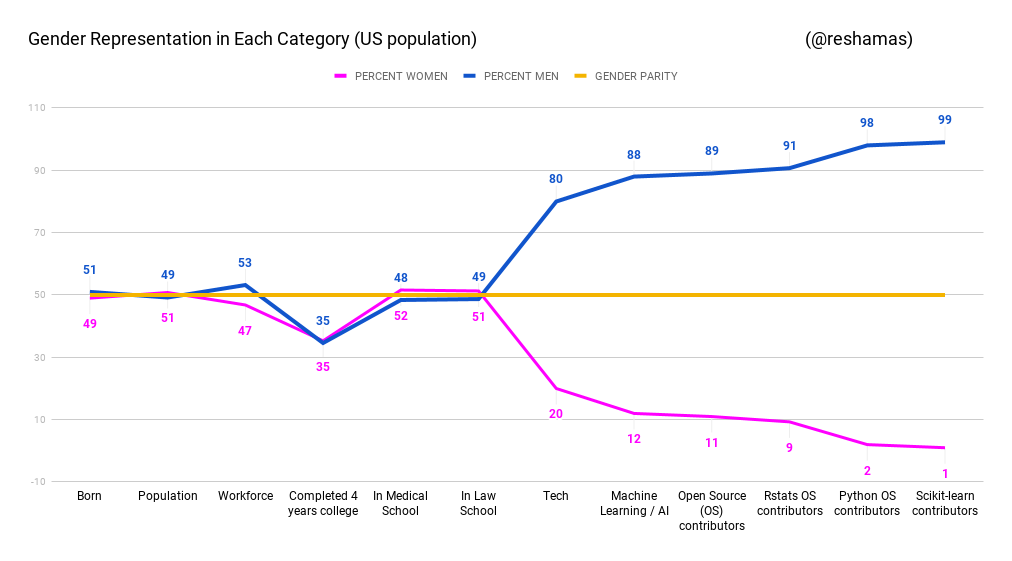 Gender Representation in Each Category (US population) (@reshamas)
PERCENT WOMEN PERCENT MEN GENDER PARITY
110
90
70
50
30
10
-10
51 49 53 35 48 49 80 88 89 91 98 99
49 51 47 35 52 51 20 12 11 9 2 1
Born
Population
Workforce
Completed 4
years college
In Medical
School
In Law
School
Tech
Machine
Learning / AI
Open Source
(OS)
contributors
Rstats OS
contributors
Python OS
contributors
Scikit-learn
contributors